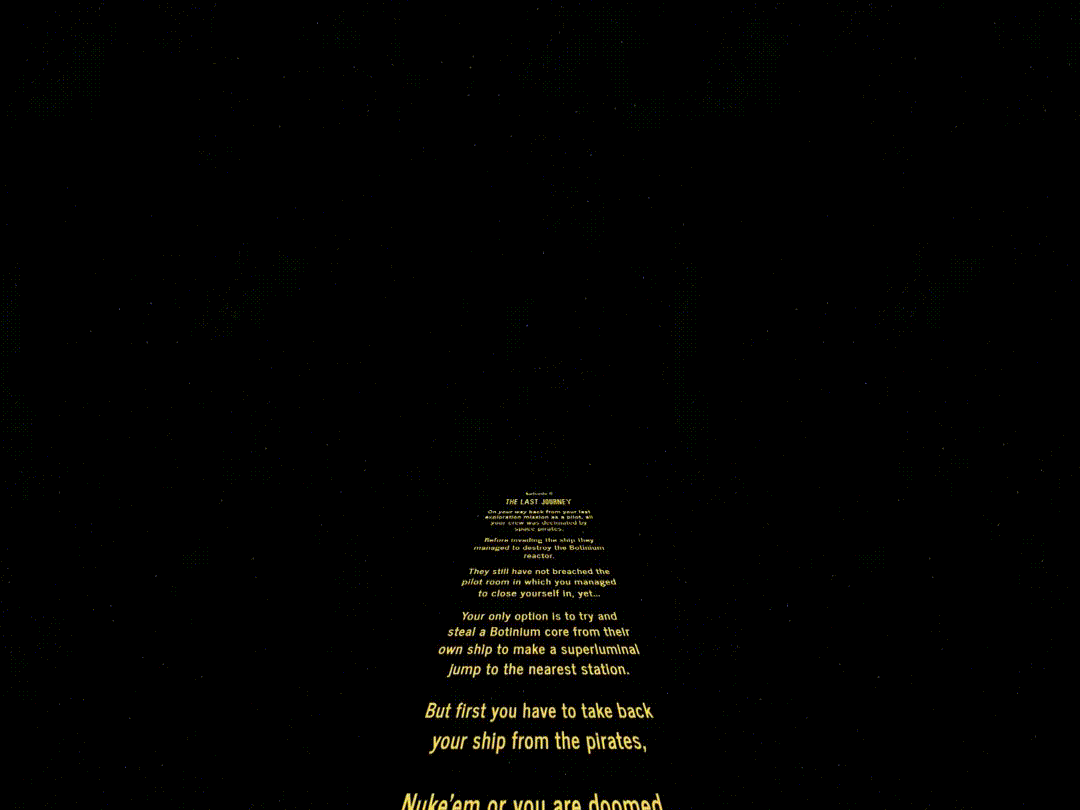 THE LAST JOURNEY
On your way back from your last
exploration mission as a pilot, all
your crew was decimated by
space pirates.
Before invading the ship they
managed to destroy the Botinium
reactor.
They still have not breached the
pilot room in which you managed
to close yourself in, yet...
Your only option is to try and
steal a Botinium core from their
own ship to make a superluminal
jump to the nearest station.
But first you have to take back
your ship from the pirates,
Nuke'em or you are doomed